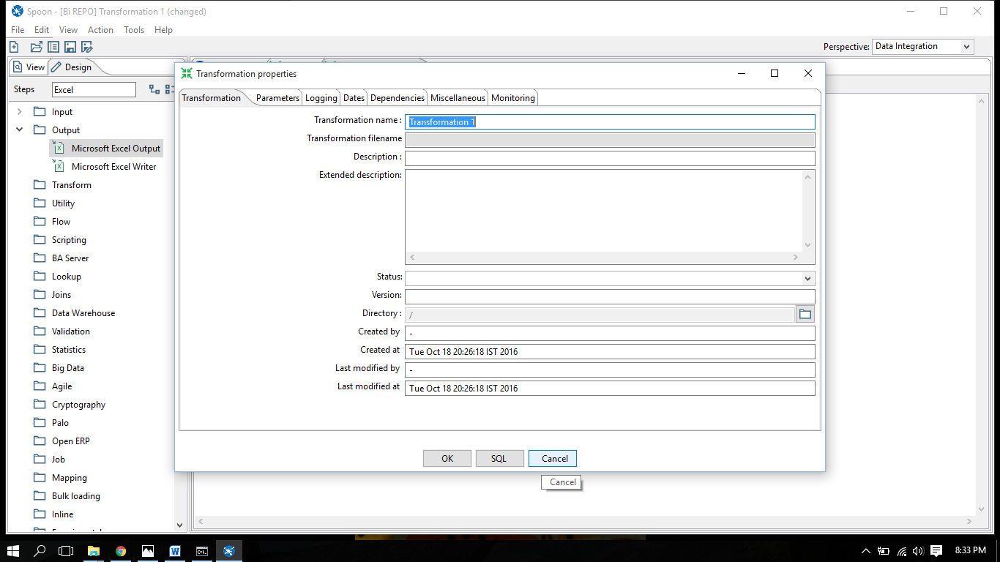 Spoon - [Bi REPO] Transformation 1 (changed)
File Edit View Action Tools Help
Perspective: Data Integration
View Design
Steps Excel
Input
Output
Microsoft Excel Output
Microsoft Excel Writer
Transform
Utility
Flow
Scripting
BA Server
Lookup
Joins
Data Warehouse
Validation
Statistics
Big Data
Agile
Cryptography
Palo
Open ERP
Job
Mapping
Bulk loading
Inline
Transformation properties
Transformation Parameters Logging Dates Dependencies Miscellaneous Monitoring
Transformation name : Transformation 1
Transformation filename
Description :
Extended description:
Status:
Version:
Directory : /
Created by -
Created at Tue Oct 18 20:26:18 IST 2016
Last modified by -
Last modified at Tue Oct 18 20:26:18 IST 2016
OK SQL Cancel
Cancel
8:33 PM